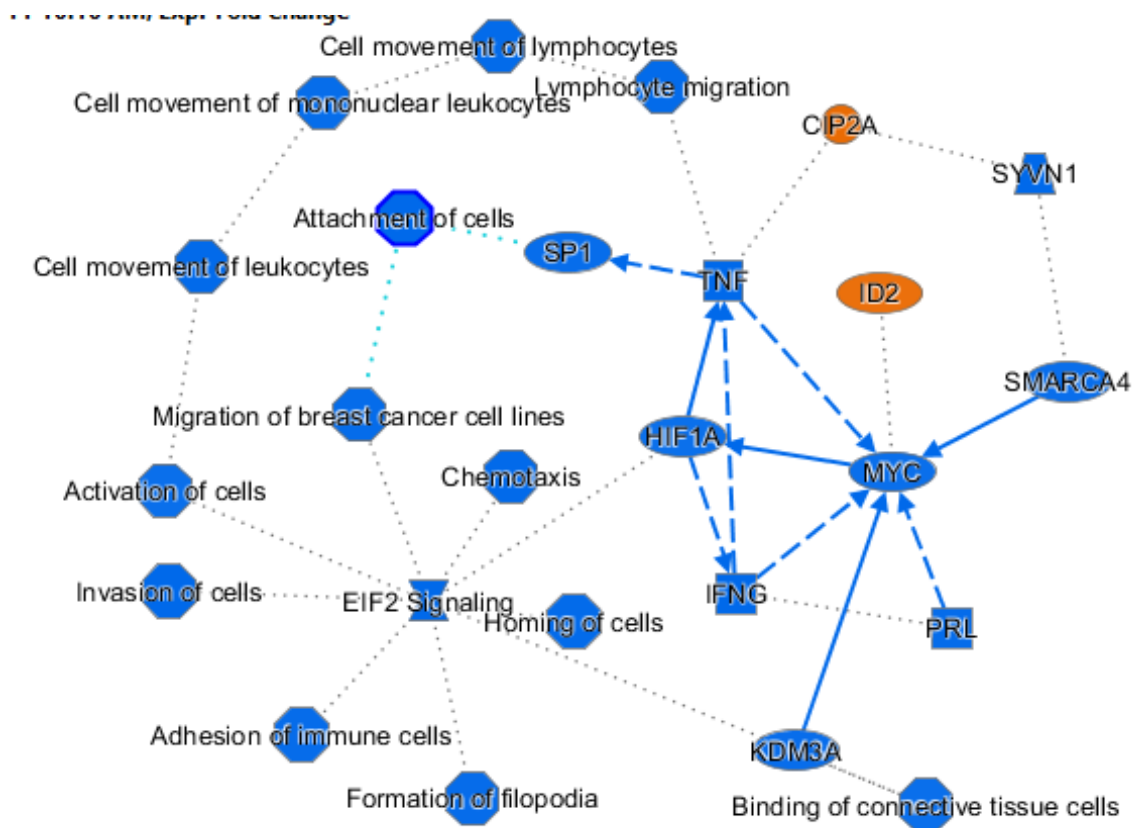 Cell movement of lymphocytes
Lymphocyte migration
Cell movement of mononuclear leukocytes
CIP2A
SYVN1
Attachment of cells
SP1
Cell movement of leukocytes
TNF
ID2
SMARCA4
Migration of breast cancer cell lines
HIF1A
MYC
Chemotaxis
Activation of cells
Invasion of cells
EIF2 Signaling
IFNG
Homing of cells
PRL
Adhesion of immune cells
KDM3A
Formation of filopodia
Binding of connective tissue cells